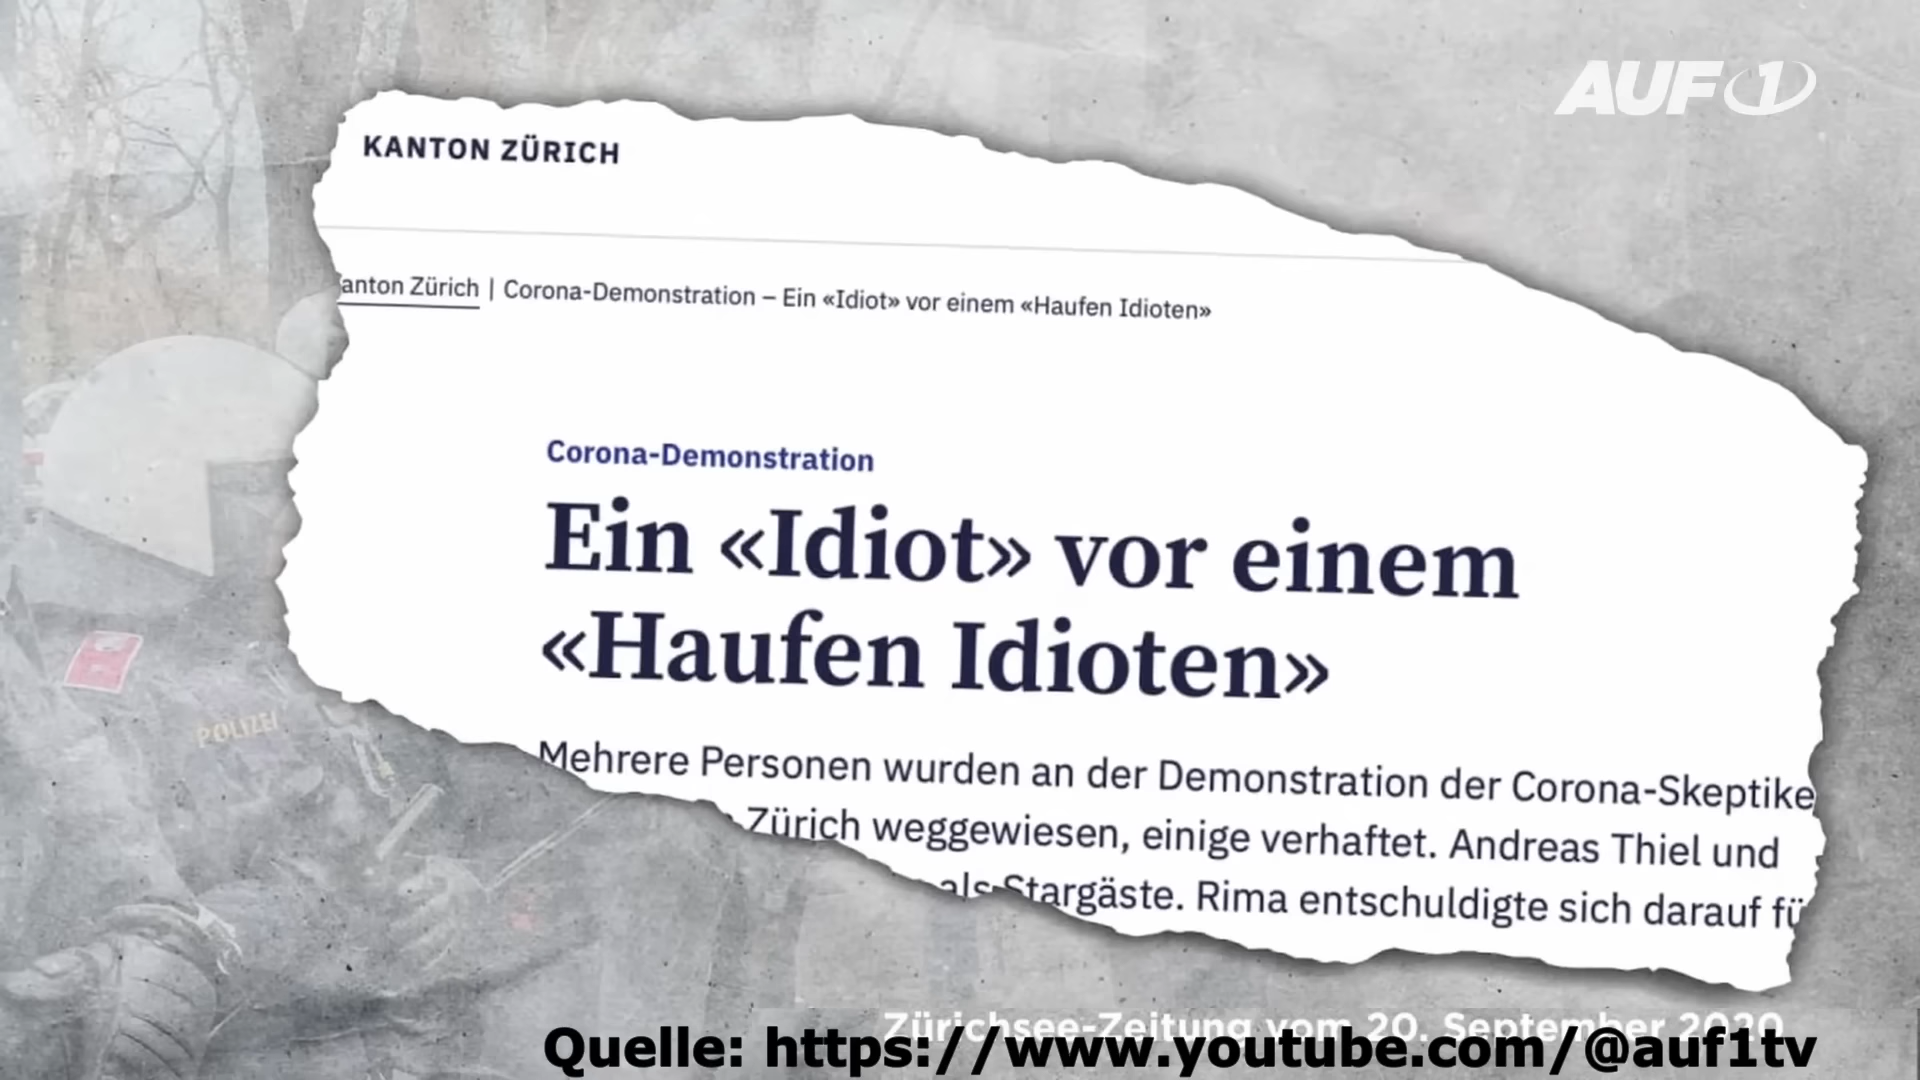 AUF1
KANTON ZÜRICH
anton Zürich | Corona-Demonstration – Ein «Idiot» vor einem «Haufen Idioten»
Corona-Demonstration
Ein «Idiot» vor einem
«Haufen Idioten»
Mehrere Personen wurden an der Demonstration der Corona-Skeptike
Zürich weggewiesen, einige verhaftet. Andreas Thiel und
als Stargäste. Rima entschuldigte sich darauf fü
POLIZEI
Zürichsee-Zeitung vom 20. September 2020
Quelle: https://www.youtube.com/@auf1tv